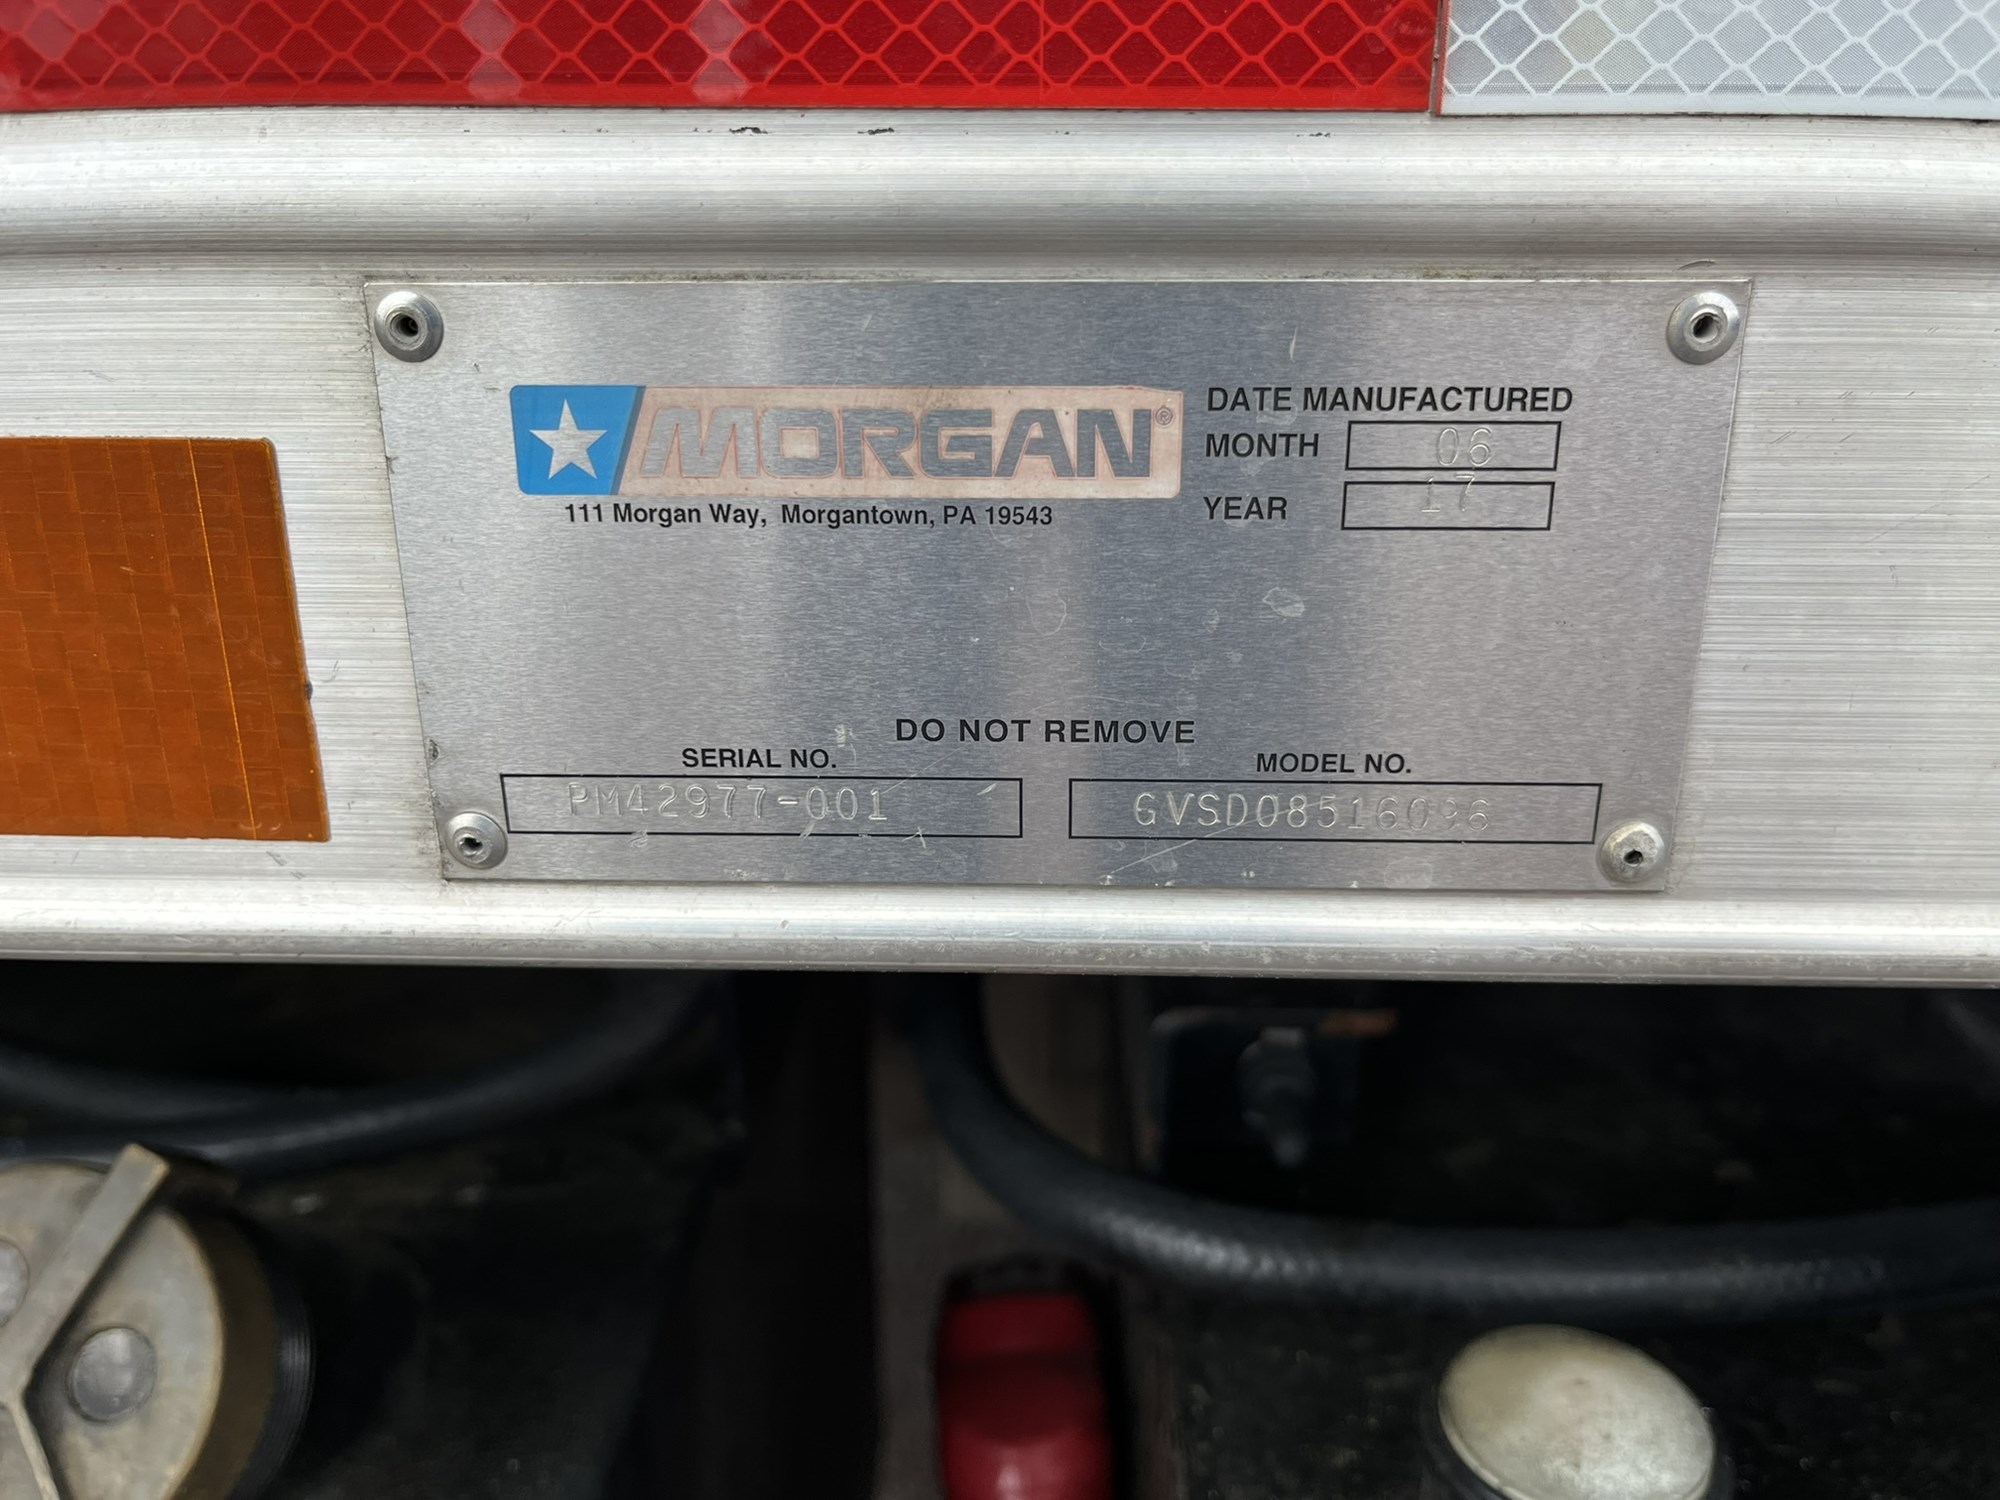 MORGAN®
111 Morgan Way, Morgantown, PA 19543
DATE MANUFACTURED
MONTH 06
YEAR 17
DO NOT REMOVE
SERIAL NO.
PM42977-001
MODEL NO.
GVSD08516096